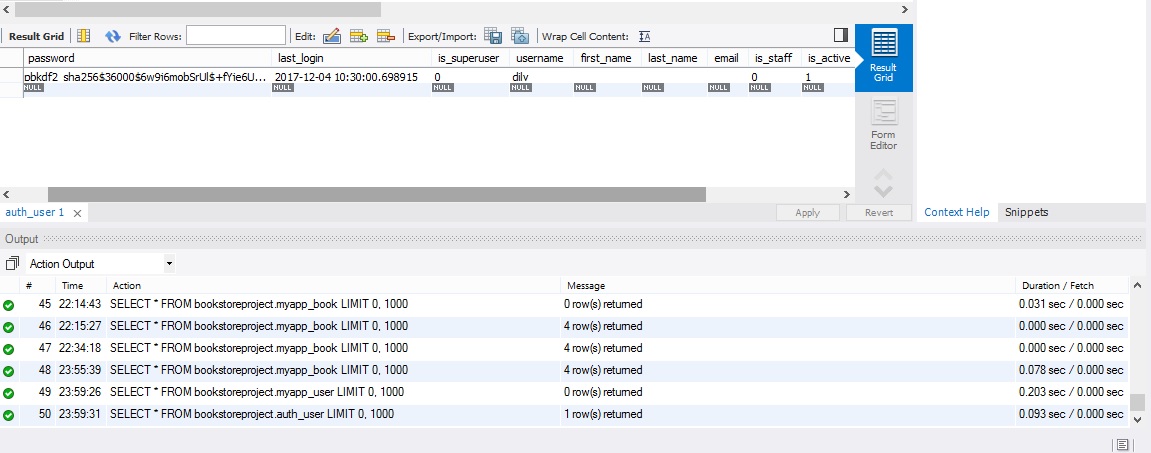 Result Grid Filter Rows: Edit: Export/Import: Wrap Cell Content:
password last_login is_superuser username first_name last_name email is_staff is_active
pbkdf2_sha256$36000$6w9i6mobSrUl$+fYie6U... 2017-12-04 10:30:00.698915 0 dilv 0 1
NULL NULL NULL NULL NULL NULL NULL NULL NULL
Result
Grid
Form
Editor
auth_user 1 Apply Revert Context Help Snippets
Output
Action Output
# Time Action Message Duration / Fetch
45 22:14:43 SELECT * FROM bookstoreproject.myapp_book LIMIT 0, 1000 0 row(s) returned 0.031 sec / 0.000 sec
46 22:15:27 SELECT * FROM bookstoreproject.myapp_book LIMIT 0, 1000 4 row(s) returned 0.000 sec / 0.000 sec
47 22:34:18 SELECT * FROM bookstoreproject.myapp_book LIMIT 0, 1000 4 row(s) returned 0.000 sec / 0.000 sec
48 23:55:39 SELECT * FROM bookstoreproject.myapp_book LIMIT 0, 1000 4 row(s) returned 0.078 sec / 0.000 sec
49 23:59:26 SELECT * FROM bookstoreproject.myapp_user LIMIT 0, 1000 0 row(s) returned 0.203 sec / 0.000 sec
50 23:59:31 SELECT * FROM bookstoreproject.auth_user LIMIT 0, 1000 1 row(s) returned 0.093 sec / 0.000 sec